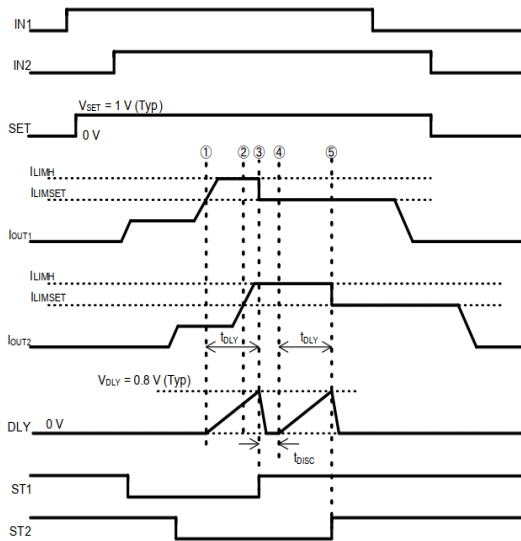 IN1
IN2
VSET = 1 V (Typ)
SET
0 V
① ② ③ ④ ⑤
ILIMH
ILIMSET
IOUT1
ILIMH
ILIMSET
IOUT2
tDLY tDLY
VDLY = 0.8 V (Typ)
DLY 0 V
tDISC
ST1
ST2